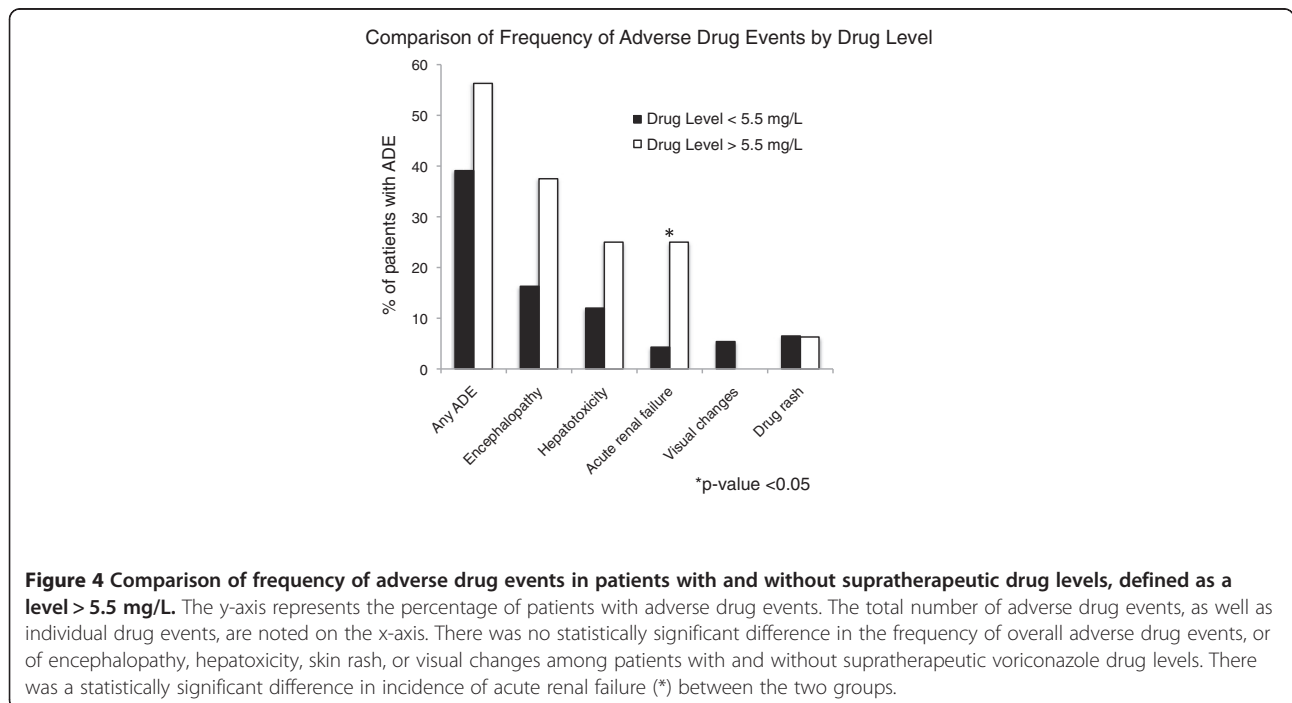 Comparison of Frequency of Adverse Drug Events by Drug Level
60
50
40
30
20
10
0
% of patients with ADE
Drug Level < 5.5 mg/L
Drug Level > 5.5 mg/L
*
Any ADE
Encephalopathy
Hepatotoxicity
Acute renal failure
Visual changes
Drug rash
*p-value <0.05
Figure 4 Comparison of frequency of adverse drug events in patients with and without supratherapeutic drug levels, defined as a
level > 5.5 mg/L. The y-axis represents the percentage of patients with adverse drug events. The total number of adverse drug events, as well as
individual drug events, are noted on the x-axis. There was no statistically significant difference in the frequency of overall adverse drug events, or
of encephalopathy, hepatoxicity, skin rash, or visual changes among patients with and without supratherapeutic voriconazole drug levels. There
was a statistically significant difference in incidence of acute renal failure (*) between the two groups.